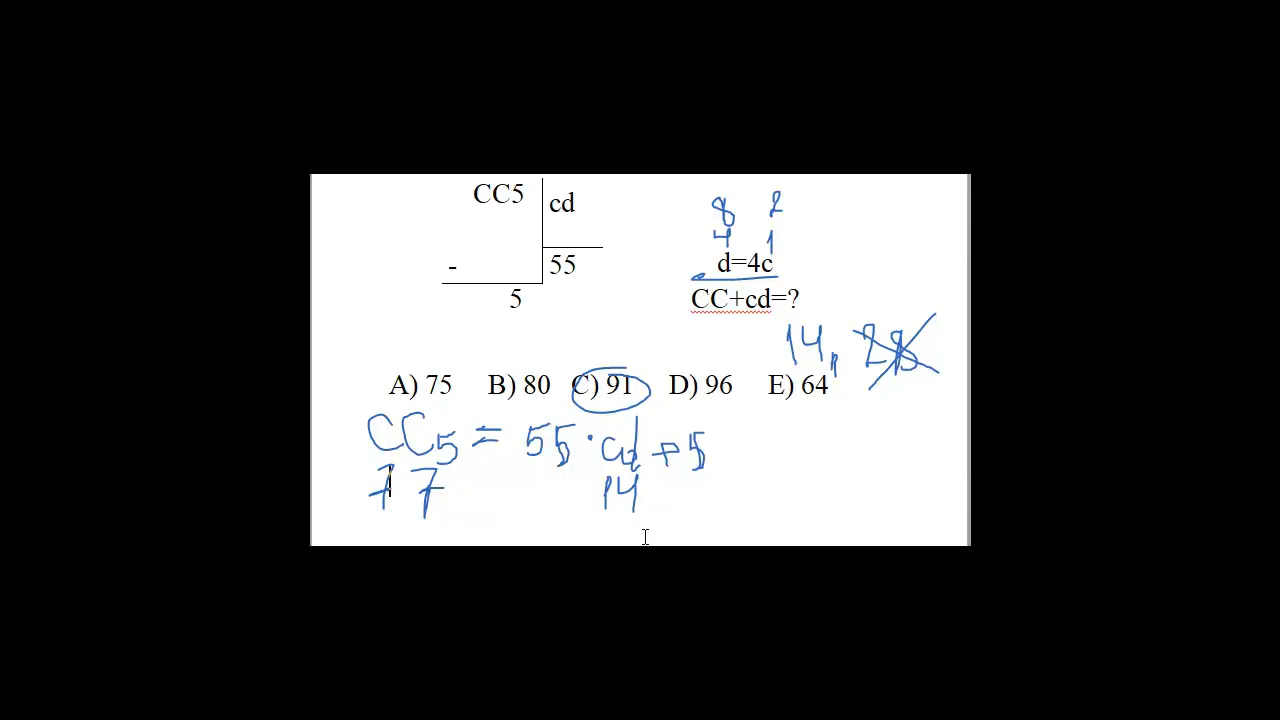 CC5 cd
8 2
4 1
- 55 d=4c
5 CC+cd=?
14, 28
A) 75 B) 80 C) 91 D) 96 E) 64
CC5 = 55 · cd + 5
77 14